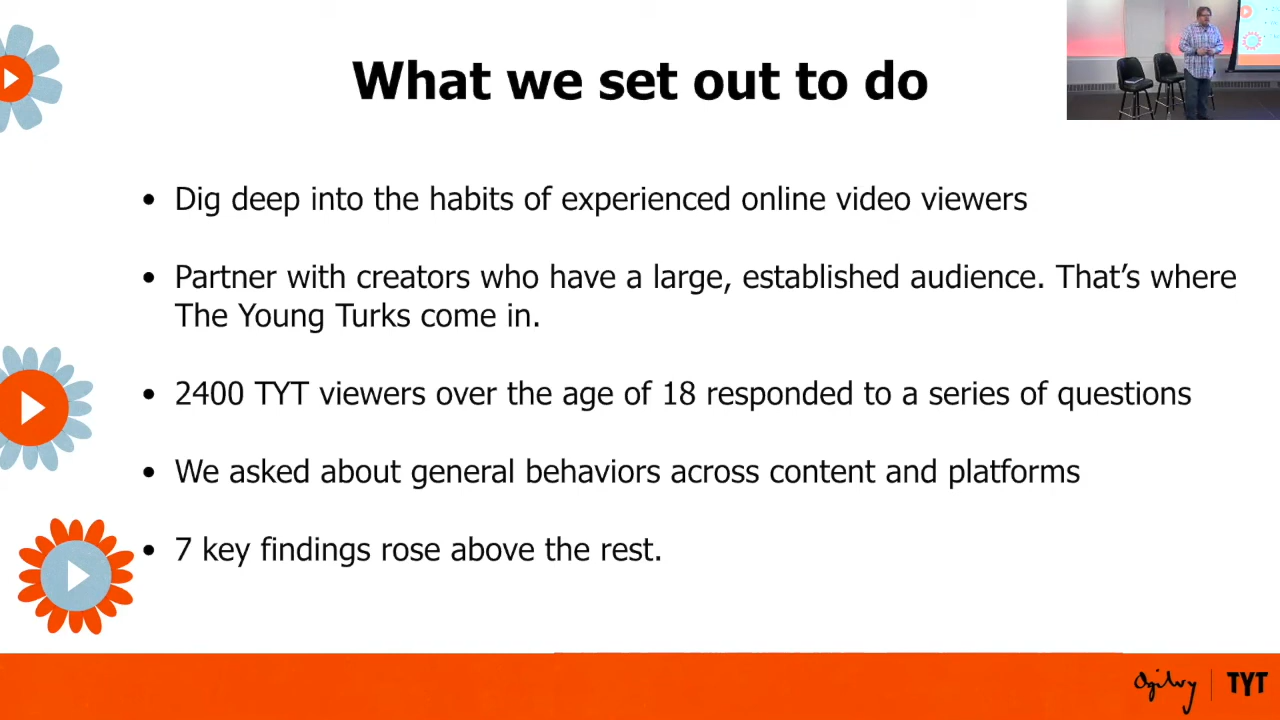 What we set out to do
• Dig deep into the habits of experienced online video viewers
• Partner with creators who have a large, established audience. That’s where
The Young Turks come in.
• 2400 TYT viewers over the age of 18 responded to a series of questions
• We asked about general behaviors across content and platforms
• 7 key findings rose above the rest.
Ogilvy | TYT